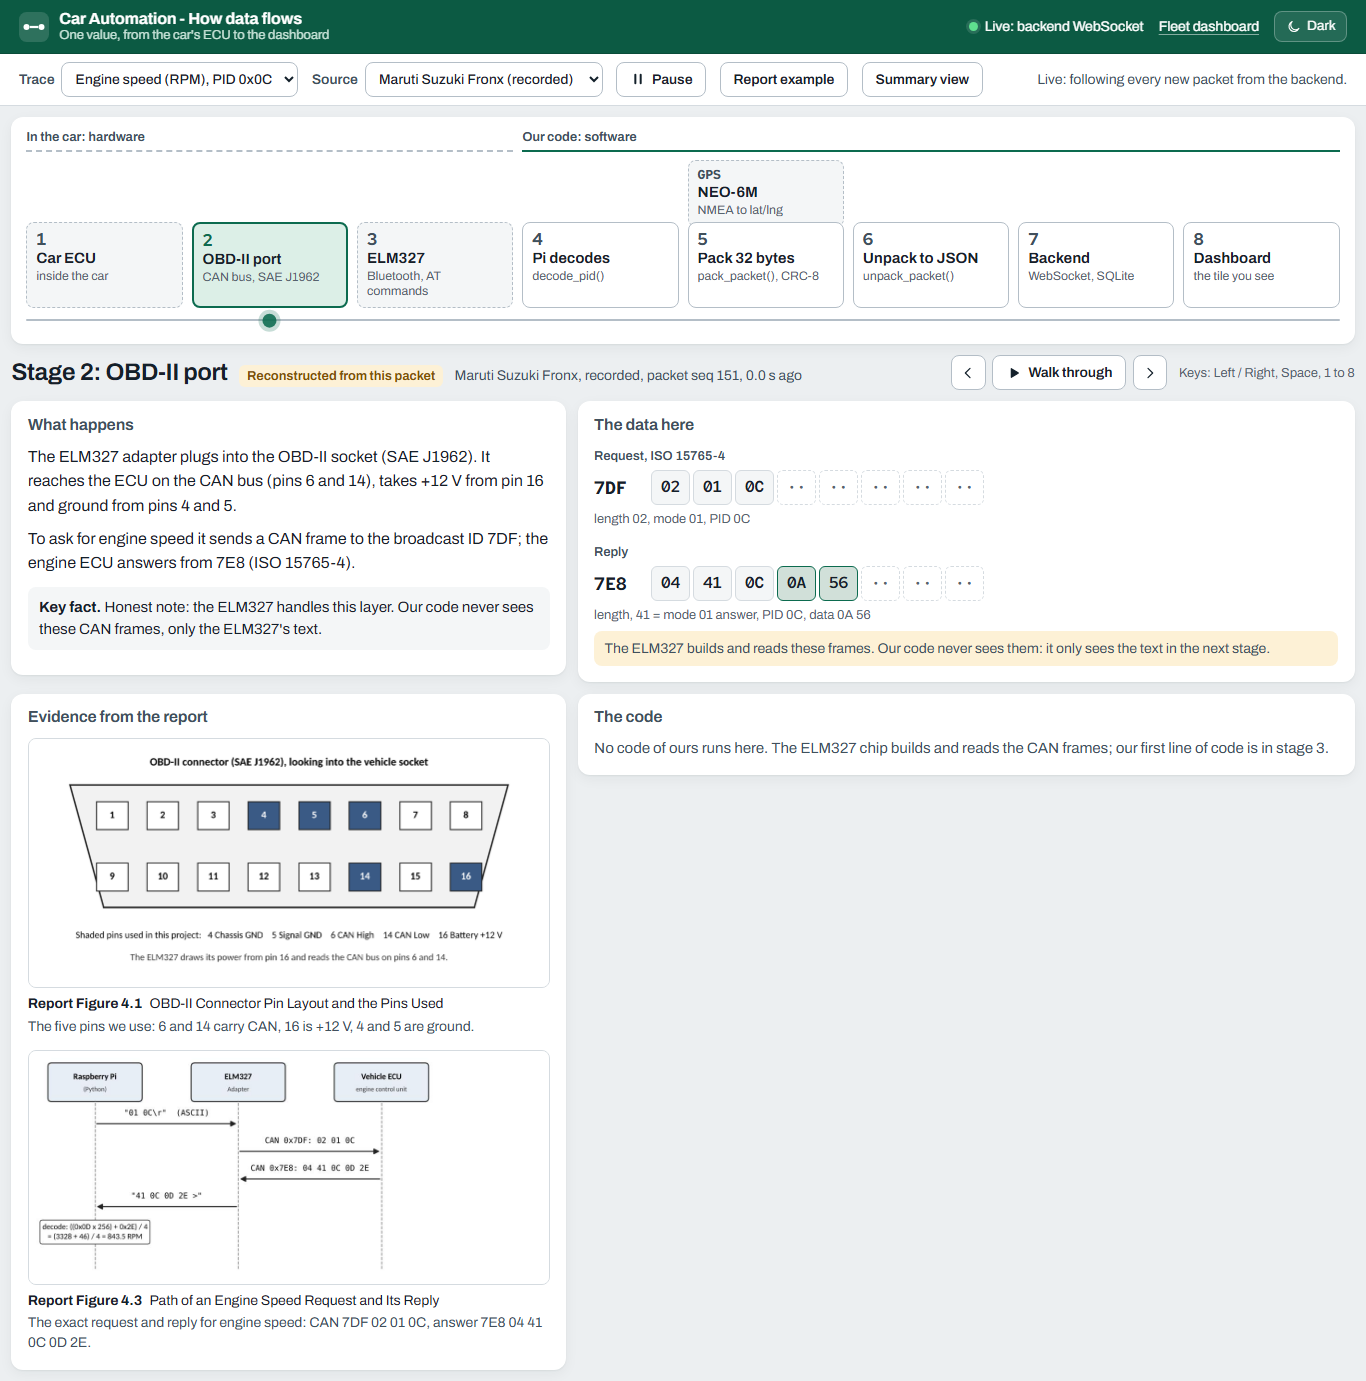 Car Automation - How data flows
One value, from the car's ECU to the dashboard
Live: backend WebSocket
Fleet dashboard
Dark
Trace
Engine speed (RPM), PID 0x0C
Source
Maruti Suzuki Fronx (recorded)
Pause
Report example
Summary view
Live: following every new packet from the backend.
In the car: hardware
Our code: software
GPS
NEO-6M
NMEA to lat/lng
1
Car ECU
inside the car
2
OBD-II port
CAN bus, SAE J1962
3
ELM327
Bluetooth, AT
commands
4
Pi decodes
decode_pid()
5
Pack 32 bytes
pack_packet(), CRC-8
6
Unpack to JSON
unpack_packet()
7
Backend
WebSocket, SQLite
8
Dashboard
the tile you see
Stage 2: OBD-II port
Reconstructed from this packet
Maruti Suzuki Fronx, recorded, packet seq 151, 0.0 s ago
Walk through
Keys: Left / Right, Space, 1 to 8
What happens
The ELM327 adapter plugs into the OBD-II socket (SAE J1962). It
reaches the ECU on the CAN bus (pins 6 and 14), takes +12 V from pin 16
and ground from pins 4 and 5.
To ask for engine speed it sends a CAN frame to the broadcast ID 7DF; the
engine ECU answers from 7E8 (ISO 15765-4).
Key fact. Honest note: the ELM327 handles this layer. Our code never sees
these CAN frames, only the ELM327's text.
The data here
Request, ISO 15765-4
7DF 02 01 0C ·· ·· ·· ·· ··
length 02, mode 01, PID 0C
Reply
7E8 04 41 0C 0A 56 ·· ·· ··
length, 41 = mode 01 answer, PID 0C, data 0A 56
The ELM327 builds and reads these frames. Our code never sees them: it only sees the text in the next stage.
Evidence from the report
OBD-II connector (SAE J1962), looking into the vehicle socket
1 2 3 4 5 6 7 8
9 10 11 12 13 14 15 16
Shaded pins used in this project: 4 Chassis GND 5 Signal GND 6 CAN High 14 CAN Low 16 Battery +12 V
The ELM327 draws its power from pin 16 and reads the CAN bus on pins 6 and 14.
Report Figure 4.1 OBD-II Connector Pin Layout and the Pins Used
The five pins we use: 6 and 14 carry CAN, 16 is +12 V, 4 and 5 are ground.
Raspberry Pi
(Python)
ELM327
Adapter
Vehicle ECU
engine control unit
"01 0C\r" (ASCII)
CAN 0x7DF: 02 01 0C
CAN 0x7E8: 04 41 0C 0D 2E
"41 0C 0D 2E >"
decode: ((0x0D x 256) + 0x2E) / 4
= (3328 + 46) / 4 = 843.5 RPM
Report Figure 4.3 Path of an Engine Speed Request and Its Reply
The exact request and reply for engine speed: CAN 7DF 02 01 0C, answer 7E8 04 41
0C 0D 2E.
The code
No code of ours runs here. The ELM327 chip builds and reads the CAN frames; our first line of code is in stage 3.